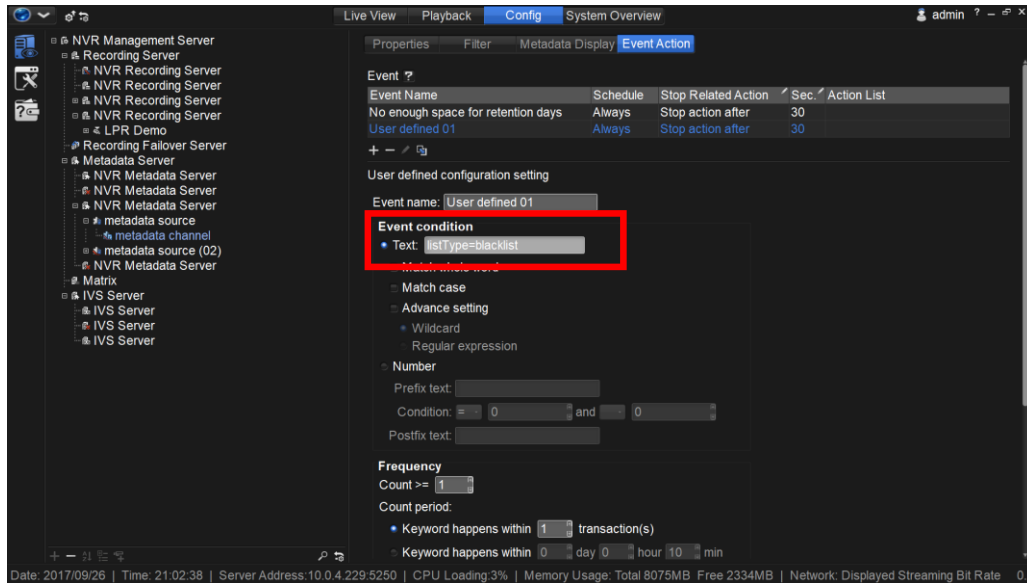 Live View Playback Config System Overview admin ? – ×
NVR Management Server
Recording Server
NVR Recording Server
NVR Recording Server
NVR Recording Server
NVR Recording Server
LPR Demo
Recording Failover Server
Metadata Server
NVR Metadata Server
NVR Metadata Server
NVR Metadata Server
metadata source
metadata channel
metadata source (02)
NVR Metadata Server
Matrix
IVS Server
IVS Server
IVS Server
IVS Server
Properties Filter Metadata Display Event Action
Event ?
Event Name Schedule Stop Related Action Sec. Action List
No enough space for retention days Always Stop action after 30
User defined 01 Always Stop action after 30
User defined configuration setting
Event name: User defined 01
Event condition
Text: listType=blacklist
Match whole word
Match case
Advance setting
Wildcard
Regular expression
Number
Prefix text:
Condition: = 0 and 0
Postfix text:
Frequency
Count >= 1
Count period:
Keyword happens within 1 transaction(s)
Keyword happens within 0 day 0 hour 10 min
Date: 2017/09/26 | Time: 21:02:38 | Server Address:10.0.4.229:5250 | CPU Loading:3% | Memory Usage: Total 8075MB Free 2334MB | Network: Displayed Streaming Bit Rate 0